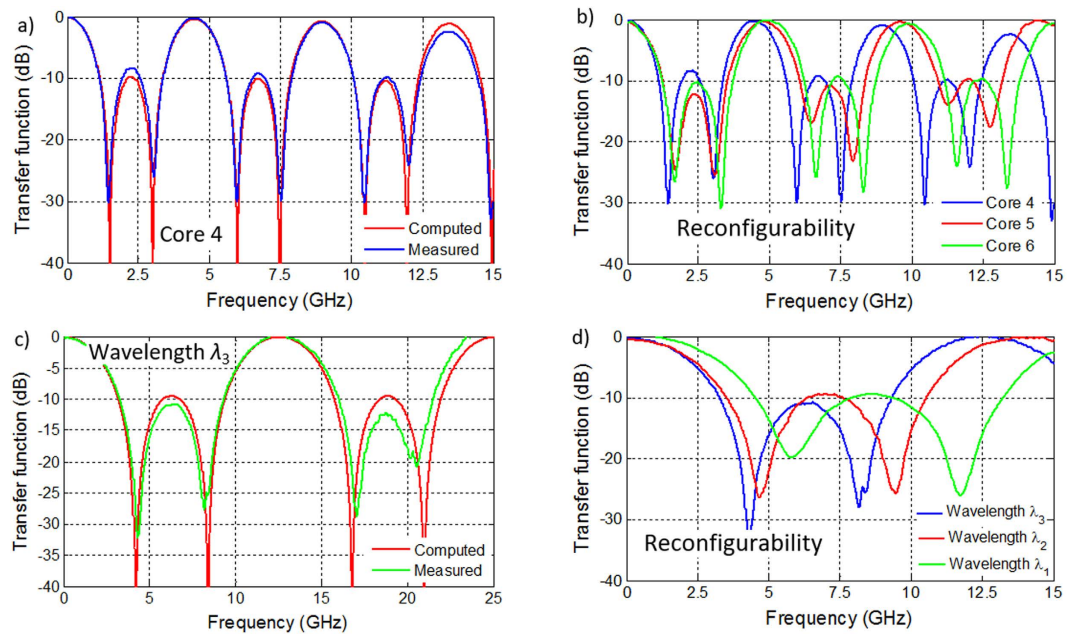 a)
Transfer function (dB)
0
-10
-20
-30
-40
Core 4
Computed
Measured
0 2.5 5 7.5 10 12.5 15
Frequency (GHz)
b)
Transfer function (dB)
0
-10
-20
-30
-40
Reconfigurability
Core 4
Core 5
Core 6
0 2.5 5 7.5 10 12.5 15
Frequency (GHz)
c)
Transfer function (dB)
0
-5
-10
-15
-20
-25
-30
-35
-40
Wavelength λ₃
Computed
Measured
0 5 10 15 20 25
Frequency (GHz)
d)
Transfer function (dB)
0
-10
-20
-30
-40
Reconfigurability
Wavelength λ₃
Wavelength λ₂
Wavelength λ₁
0 2.5 5 7.5 10 12.5 15
Frequency (GHz)